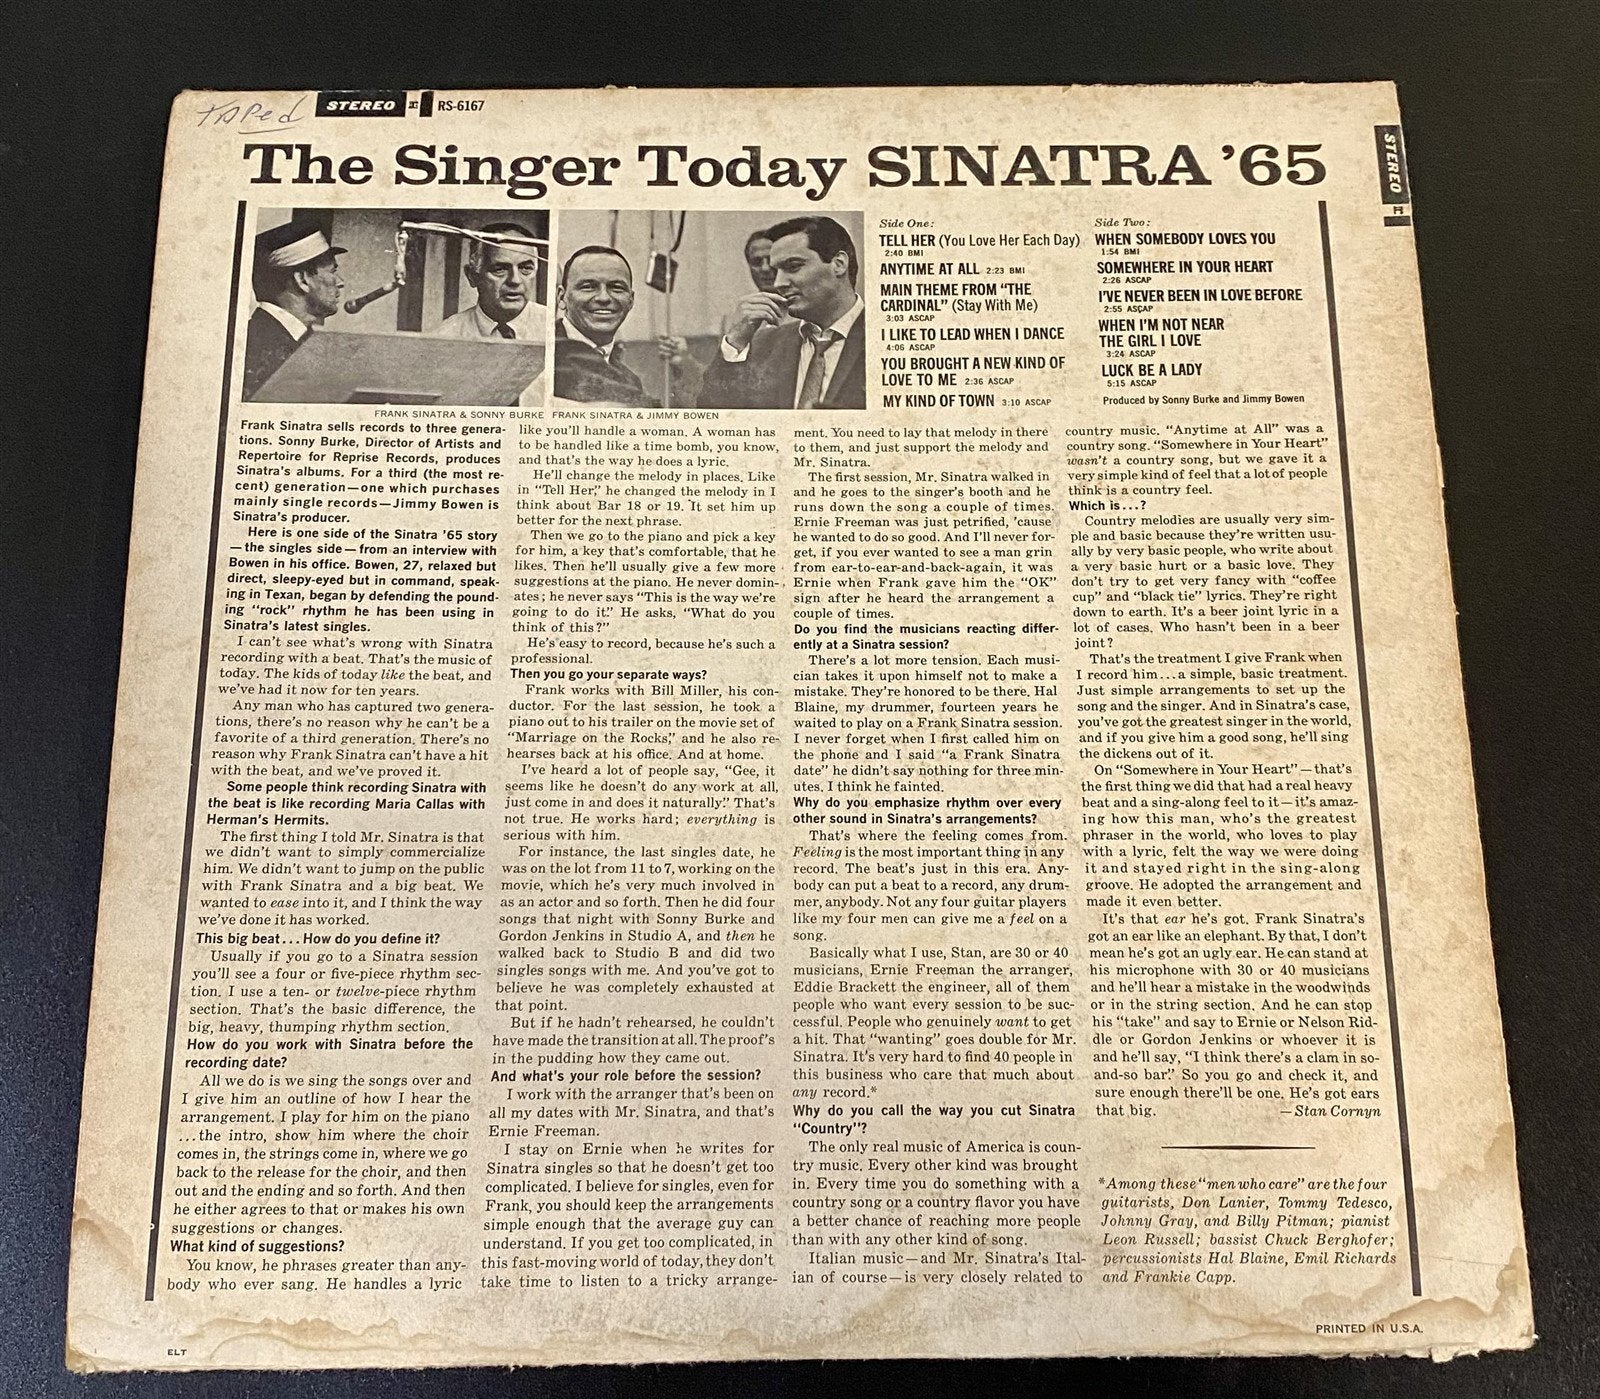 TAPed
STEREO RS-6167
STEREO
The Singer Today SINATRA '65
FRANK SINATRA & SONNY BURKE FRANK SINATRA & JIMMY BOWEN
Side One:
TELL HER (You Love Her Each Day)
2:40 BMI
ANYTIME AT ALL 2:23 BMI
MAIN THEME FROM "THE
CARDINAL" (Stay With Me)
3:03 ASCAP
I LIKE TO LEAD WHEN I DANCE
4:06 ASCAP
YOU BROUGHT A NEW KIND OF
LOVE TO ME 2:36 ASCAP
MY KIND OF TOWN 3:10 ASCAP
Side Two:
WHEN SOMEBODY LOVES YOU
1:54 BMI
SOMEWHERE IN YOUR HEART
2:26 ASCAP
I'VE NEVER BEEN IN LOVE BEFORE
2:55 ASCAP
WHEN I'M NOT NEAR
THE GIRL I LOVE
3:24 ASCAP
LUCK BE A LADY
5:15 ASCAP
Produced by Sonny Burke and Jimmy Bowen
Frank Sinatra sells records to three genera-
tions. Sonny Burke, Director of Artists and
Repertoire for Reprise Records, produces
Sinatra's albums. For a third (the most re-
cent) generation—one which purchases
mainly single records—Jimmy Bowen is
Sinatra's producer.
Here is one side of the Sinatra '65 story
—the singles side—from an interview with
Bowen in his office. Bowen, 27, relaxed but
direct, sleepy-eyed but in command, speak-
ing in Texan, began by defending the pound-
ing "rock" rhythm he has been using in
Sinatra's latest singles.
I can't see what's wrong with Sinatra
recording with a beat. That's the music of
today. The kids of today like the beat, and
we've had it now for ten years.
Any man who has captured two genera-
tions, there's no reason why he can't be a
favorite of a third generation. There's no
reason why Frank Sinatra can't have a hit
with the beat, and we've proved it.
Some people think recording Sinatra with
the beat is like recording Maria Callas with
Herman's Hermits.
The first thing I told Mr. Sinatra is that
we didn't want to simply commercialize
him. We didn't want to jump on the public
with Frank Sinatra and a big beat. We
wanted to ease into it, and I think the way
we've done it has worked.
This big beat... How do you define it?
Usually if you go to a Sinatra session
you'll see a four or five-piece rhythm sec-
tion. I use a ten- or twelve-piece rhythm
section. That's the basic difference, the
big, heavy, thumping rhythm section.
How do you work with Sinatra before the
recording date?
All we do is we sing the songs over and
I give him an outline of how I hear the
arrangement. I play for him on the piano
...the intro, show him where the choir
comes in, the strings come in, where we go
back to the release for the choir, and then
out and the ending and so forth. And then
he either agrees to that or makes his own
suggestions or changes.
What kind of suggestions?
You know, he phrases greater than any-
body who ever sang. He handles a lyric
like you'll handle a woman. A woman has
to be handled like a time bomb, you know,
and that's the way he does a lyric.
He'll change the melody in places. Like
in "Tell Her," he changed the melody in I
think about Bar 18 or 19. It set him up
better for the next phrase.
Then we go to the piano and pick a key
for him, a key that's comfortable, that he
likes. Then he'll usually give a few more
suggestions at the piano. He never domin-
ates; he never says "This is the way we're
going to do it." He asks, "What do you
think of this?"
He's easy to record, because he's such a
professional.
Then you go your separate ways?
Frank works with Bill Miller, his con-
ductor. For the last session, he took a
piano out to his trailer on the movie set of
"Marriage on the Rocks," and he also re-
hearses back at his office. And at home.
I've heard a lot of people say, "Gee, it
seems like he doesn't do any work at all,
just come in and does it naturally." That's
not true. He works hard; everything is
serious with him.
For instance, the last singles date, he
was on the lot from 11 to 7, working on the
movie, which he's very much involved in
as an actor and so forth. Then he did four
songs that night with Sonny Burke and
Gordon Jenkins in Studio A, and then he
walked back to Studio B and did two
singles songs with me. And you've got to
believe he was completely exhausted at
that point.
But if he hadn't rehearsed, he couldn't
have made the transition at all. The proof's
in the pudding how they came out.
And what's your role before the session?
I work with the arranger that's been on
all my dates with Mr. Sinatra, and that's
Ernie Freeman.
I stay on Ernie when he writes for
Sinatra singles so that he doesn't get too
complicated. I believe for singles, even for
Frank, you should keep the arrangements
simple enough that the average guy can
understand. If you get too complicated, in
this fast-moving world of today, they don't
take time to listen to a tricky arrange-
ment. You need to lay that melody in there
to them, and just support the melody and
Mr. Sinatra.
The first session, Mr. Sinatra walked in
and he goes to the singer's booth and he
runs down the song a couple of times.
Ernie Freeman was just petrified, 'cause
he wanted to do so good. And I'll never for-
get, if you ever wanted to see a man grin
from ear-to-ear-and-back-again, it was
Ernie when Frank gave him the "OK"
sign after he heard the arrangement a
couple of times.
Do you find the musicians reacting differ-
ently at a Sinatra session?
There's a lot more tension. Each musi-
cian takes it upon himself not to make a
mistake. They're honored to be there. Hal
Blaine, my drummer, fourteen years he
waited to play on a Frank Sinatra session.
I never forget when I first called him on
the phone and I said "a Frank Sinatra
date" he didn't say nothing for three min-
utes. I think he fainted.
Why do you emphasize rhythm over every
other sound in Sinatra's arrangements?
That's where the feeling comes from.
Feeling is the most important thing in any
record. The beat's just in this era. Any-
body can put a beat to a record, any drum-
mer, anybody. Not any four guitar players
like my four men can give me a feel on a
song.
Basically what I use, Stan, are 30 or 40
musicians, Ernie Freeman the arranger,
Eddie Brackett the engineer, all of them
people who want every session to be suc-
cessful. People who genuinely want to get
a hit. That "wanting" goes double for Mr.
Sinatra. It's very hard to find 40 people in
this business who care that much about
any record.*
Why do you call the way you cut Sinatra
"Country"?
The only real music of America is coun-
try music. Every other kind was brought
in. Every time you do something with a
country song or a country flavor you have
a better chance of reaching more people
than with any other kind of song.
Italian music—and Mr. Sinatra's Ital-
ian of course—is very closely related to
country music. "Anytime at All" was a
country song. "Somewhere in Your Heart"
wasn't a country song, but we gave it a
very simple kind of feel that a lot of people
think is a country feel.
Which is...?
Country melodies are usually very sim-
ple and basic because they're written usu-
ally by very basic people, who write about
a very basic hurt or a basic love. They
don't try to get very fancy with "coffee
cup" and "black tie" lyrics. They're right
down to earth. It's a beer joint lyric in a
lot of cases. Who hasn't been in a beer
joint?
That's the treatment I give Frank when
I record him...a simple, basic treatment.
Just simple arrangements to set up the
song and the singer. And in Sinatra's case,
you've got the greatest singer in the world,
and if you give him a good song, he'll sing
the dickens out of it.
On "Somewhere in Your Heart"—that's
the first thing we did that had a real heavy
beat and a sing-along feel to it—it's amaz-
ing how this man, who's the greatest
phraser in the world, who loves to play
with a lyric, felt the way we were doing
it and stayed right in the sing-along
groove. He adopted the arrangement and
made it even better.
It's that ear he's got. Frank Sinatra's
got an ear like an elephant. By that, I don't
mean he's got an ugly ear. He can stand at
his microphone with 30 or 40 musicians
and he'll hear a mistake in the woodwinds
or in the string section. And he can stop
his "take" and say to Ernie or Nelson Rid-
dle or Gordon Jenkins or whoever it is
and he'll say, "I think there's a clam in so-
and-so bar." So you go and check it, and
sure enough there'll be one. He's got ears
that big. —Stan Cornyn
*Among these "men who care" are the four
guitarists, Don Lanier, Tommy Tedesco,
Johnny Gray, and Billy Pitman; pianist
Leon Russell; bassist Chuck Berghofer;
percussionists Hal Blaine, Emil Richards
and Frankie Capp.
PRINTED IN U.S.A.
ELT